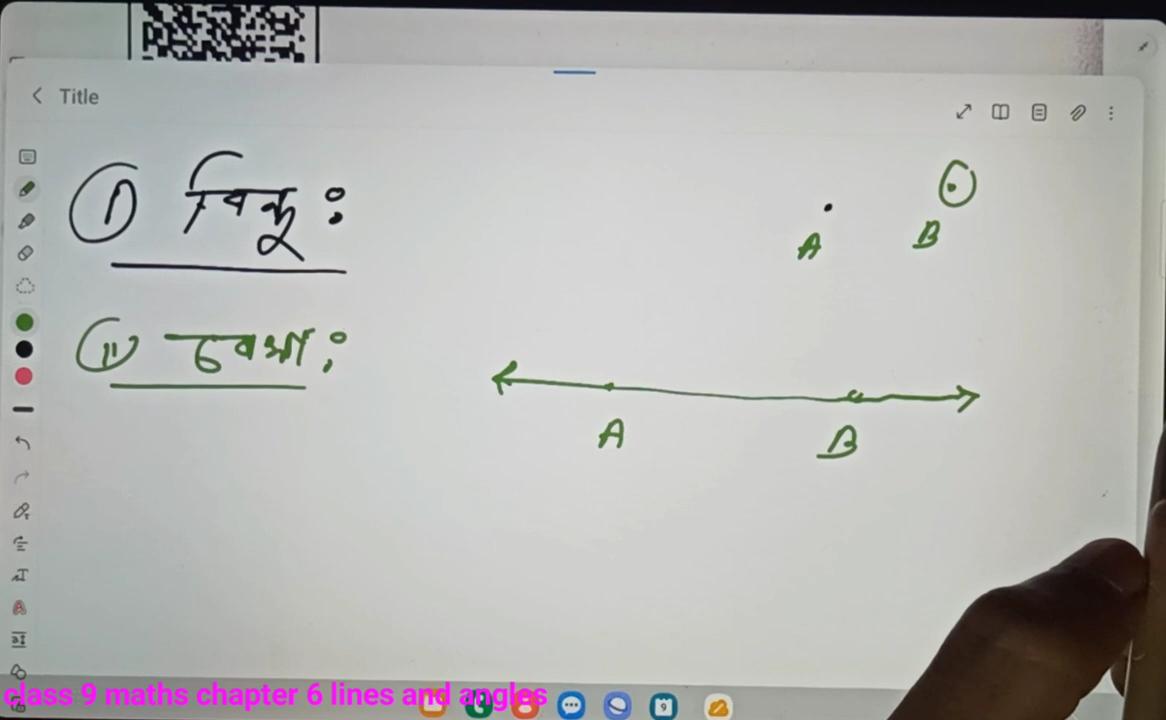 Title
(i) বিন্দু :
A B
(ii) ৰেখা :
A B
class 9 maths chapter 6 lines and angles